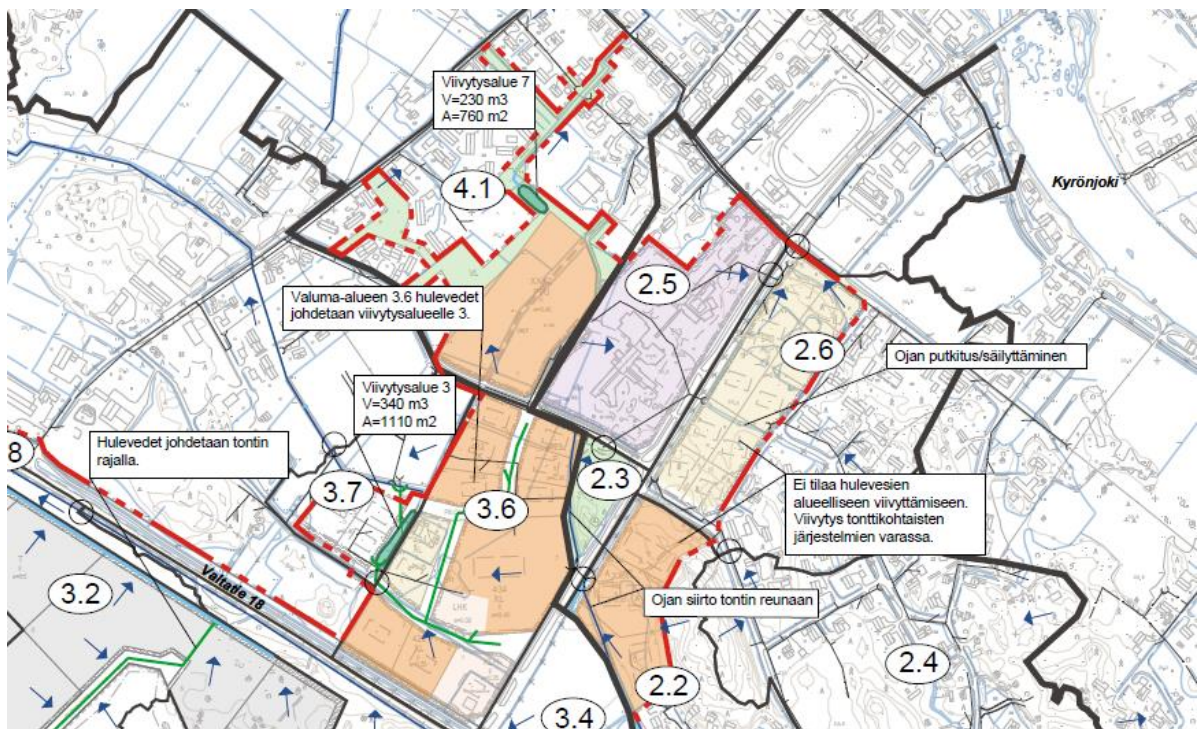 Viivytysalue 7
V=230 m3
A=760 m2
4.1
Kyrönjoki
Valuma-alueen 3.6 hulevedet
johdetaan viivytysalueelle 3.
2.5
2.6
Ojan putkitus/säilyttäminen
Viivytysalue 3
V=340 m3
A=1110 m2
Hulevedet johdetaan tontin
rajalla.
8
3.7
3.6
2.3
Ei tilaa hulevesien
alueelliseen viivyttämiseen.
Viivytys tonttikohtaisten
järjestelmien varassa.
Valtatie 18
3.2
LHK
Ojan siirto tontin reunaan
2.4
2.2
3.4